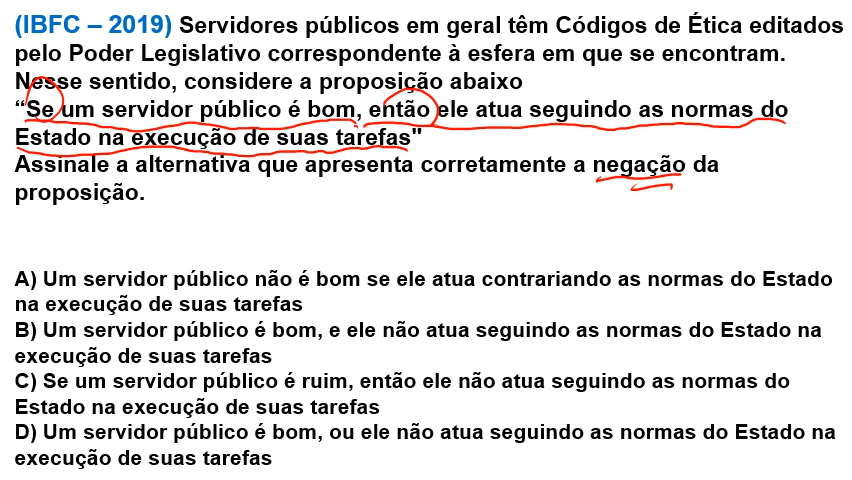 (IBFC – 2019) Servidores públicos em geral têm Códigos de Ética editados
pelo Poder Legislativo correspondente à esfera em que se encontram.
Nesse sentido, considere a proposição abaixo
“Se um servidor público é bom, então ele atua seguindo as normas do
Estado na execução de suas tarefas"
Assinale a alternativa que apresenta corretamente a negação da
proposição.
A) Um servidor público não é bom se ele atua contrariando as normas do Estado
na execução de suas tarefas
B) Um servidor público é bom, e ele não atua seguindo as normas do Estado na
execução de suas tarefas
C) Se um servidor público é ruim, então ele não atua seguindo as normas do
Estado na execução de suas tarefas
D) Um servidor público é bom, ou ele não atua seguindo as normas do Estado na
execução de suas tarefas